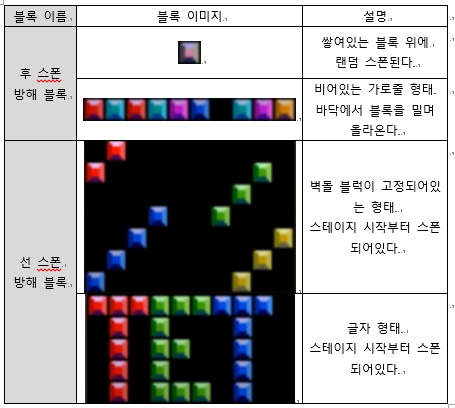 블록 이름
블록 이미지
설명
후 스폰
방해 블록
쌓여있는 블록 위에
랜덤 스폰된다.
비어있는 가로줄 형태.
바닥에서 블록을 밀며
올라온다.
선 스폰
방해 블록
벽돌 블럭이 고정되어있
는 형태.
스테이지 시작부터 스폰
되어있다.
글자 형태.
스테이지 시작부터 스폰
되어있다.